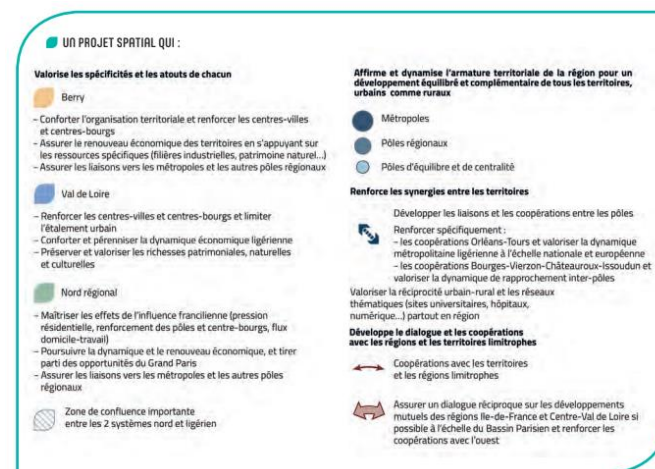 UN PROJET SPATIAL QUI :
Valorise les spécificités et les atouts de chacun
Berry
– Conforter l'organisation territoriale et renforcer les centres-villes
et centres-bourgs
– Assurer le renouveau économique des territoires en s'appuyant sur
les ressources spécifiques (filières industrielles, patrimoine naturel...)
– Assurer les liaisons vers les métropoles et les autres pôles régionaux
Val de Loire
– Renforcer les centres-villes et centres-bourgs et limiter
l'étalement urbain
– Conforter et pérenniser la dynamique économique ligérienne
– Préserver et valoriser les richesses patrimoniales, naturelles
et culturelles
Nord régional
– Maîtriser les effets de l'influence francilienne (pression
résidentielle, renforcement des pôles et centre-bourgs, flux
domicile-travail)
– Poursuivre la dynamique et le renouveau économique, et tirer
parti des opportunités du Grand Paris
– Assurer les liaisons vers les métropoles et les autres pôles
régionaux
Zone de confluence importante
entre les 2 systèmes nord et ligérien
Affirme et dynamise l'armature territoriale de la région pour un
développement équilibré et complémentaire de tous les territoires,
urbains comme ruraux
Métropoles
Pôles régionaux
Pôles d'équilibre et de centralité
Renforce les synergies entre les territoires
Développer les liaisons et les coopérations entre les pôles
Renforcer spécifiquement :
– les coopérations Orléans-Tours et valoriser la dynamique
métropolitaine ligérienne à l'échelle nationale et européenne
– les coopérations Bourges-Vierzon-Châteauroux-Issoudun et
valoriser la dynamique de rapprochement inter-pôles
Valoriser la réciprocité urbain-rural et les réseaux
thématiques (sites universitaires, hôpitaux,
numérique...) partout en région
Développe le dialogue et les coopérations
avec les régions et les territoires limitrophes
Coopérations avec les territoires
et les régions limitrophes
Assurer un dialogue réciproque sur les développements
mutuels des régions Ile-de-France et Centre-Val de Loire si
possible à l'échelle du Bassin Parisien et renforcer les
coopérations avec l'ouest